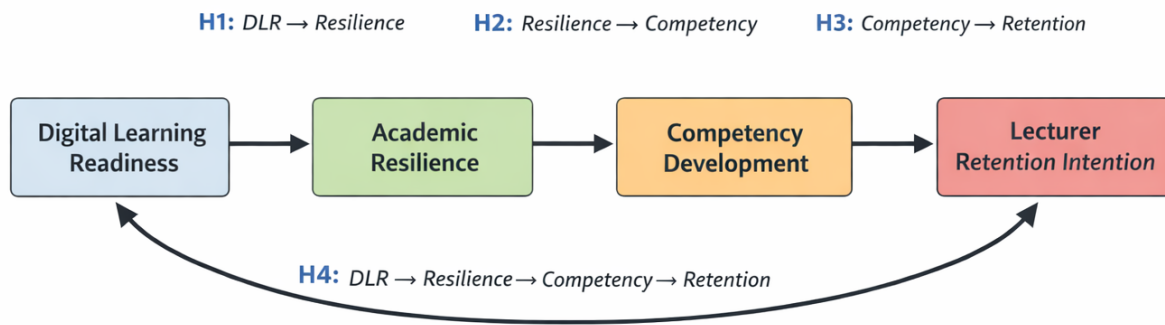 H1: DLR → Resilience
H2: Resilience → Competency
H3: Competency → Retention
Digital Learning
Readiness
Academic
Resilience
Competency
Development
Lecturer
Retention Intention
H4: DLR → Resilience → Competency → Retention